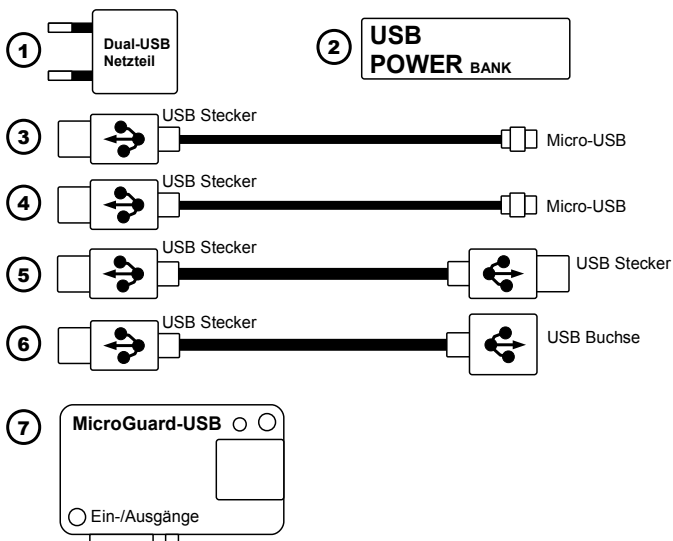 1
Dual-USB
Netzteil
2
USB
POWER BANK
3
USB Stecker
Micro-USB
4
USB Stecker
Micro-USB
5
USB Stecker
USB Stecker
6
USB Stecker
USB Buchse
7
MicroGuard-USB
Ein-/Ausgänge